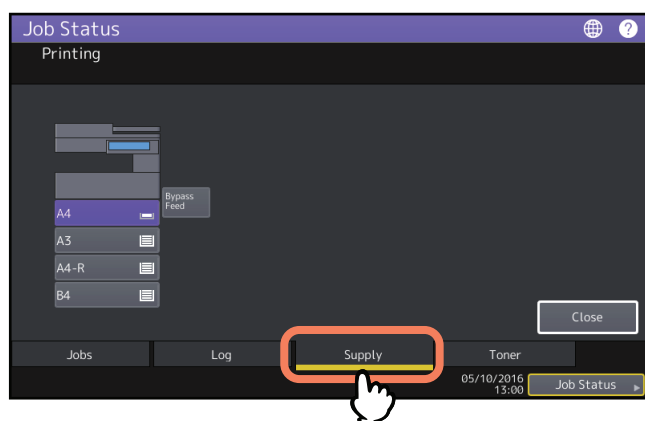 Job Status
?
Printing
Bypass
Feed
A4
A3
A4-R
B4
Close
Jobs
Log
Supply
Toner
05/10/2016
13:00
Job Status